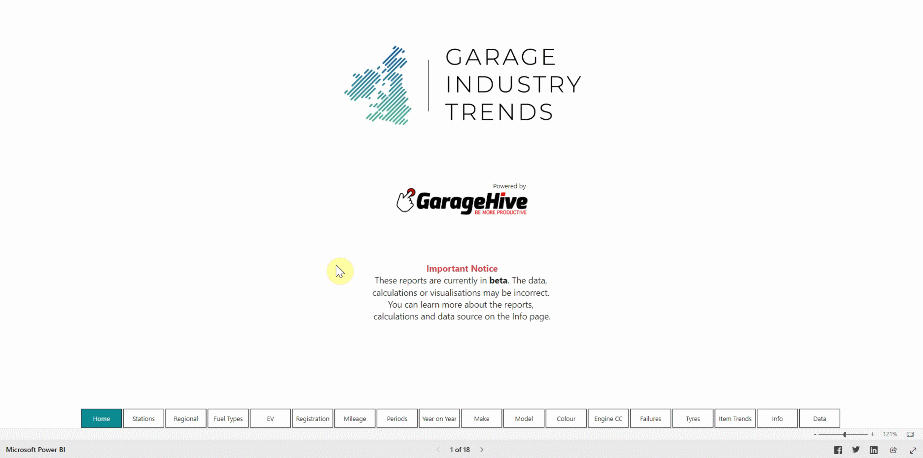 GARAGE
INDUSTRY
TRENDS
Powered by
GarageHive
BE MORE PRODUCTIVE
Important Notice
These reports are currently in beta. The data,
calculations or visualisations may be incorrect.
You can learn more about the reports,
calculations and data source on the Info page.
Home Stations Regional Fuel Types EV Registration Mileage Periods Year on Year Make Model Colour Engine CC Failures Tyres Item Trends Info Data
- + 121%
Microsoft Power BI < 1 of 18 >